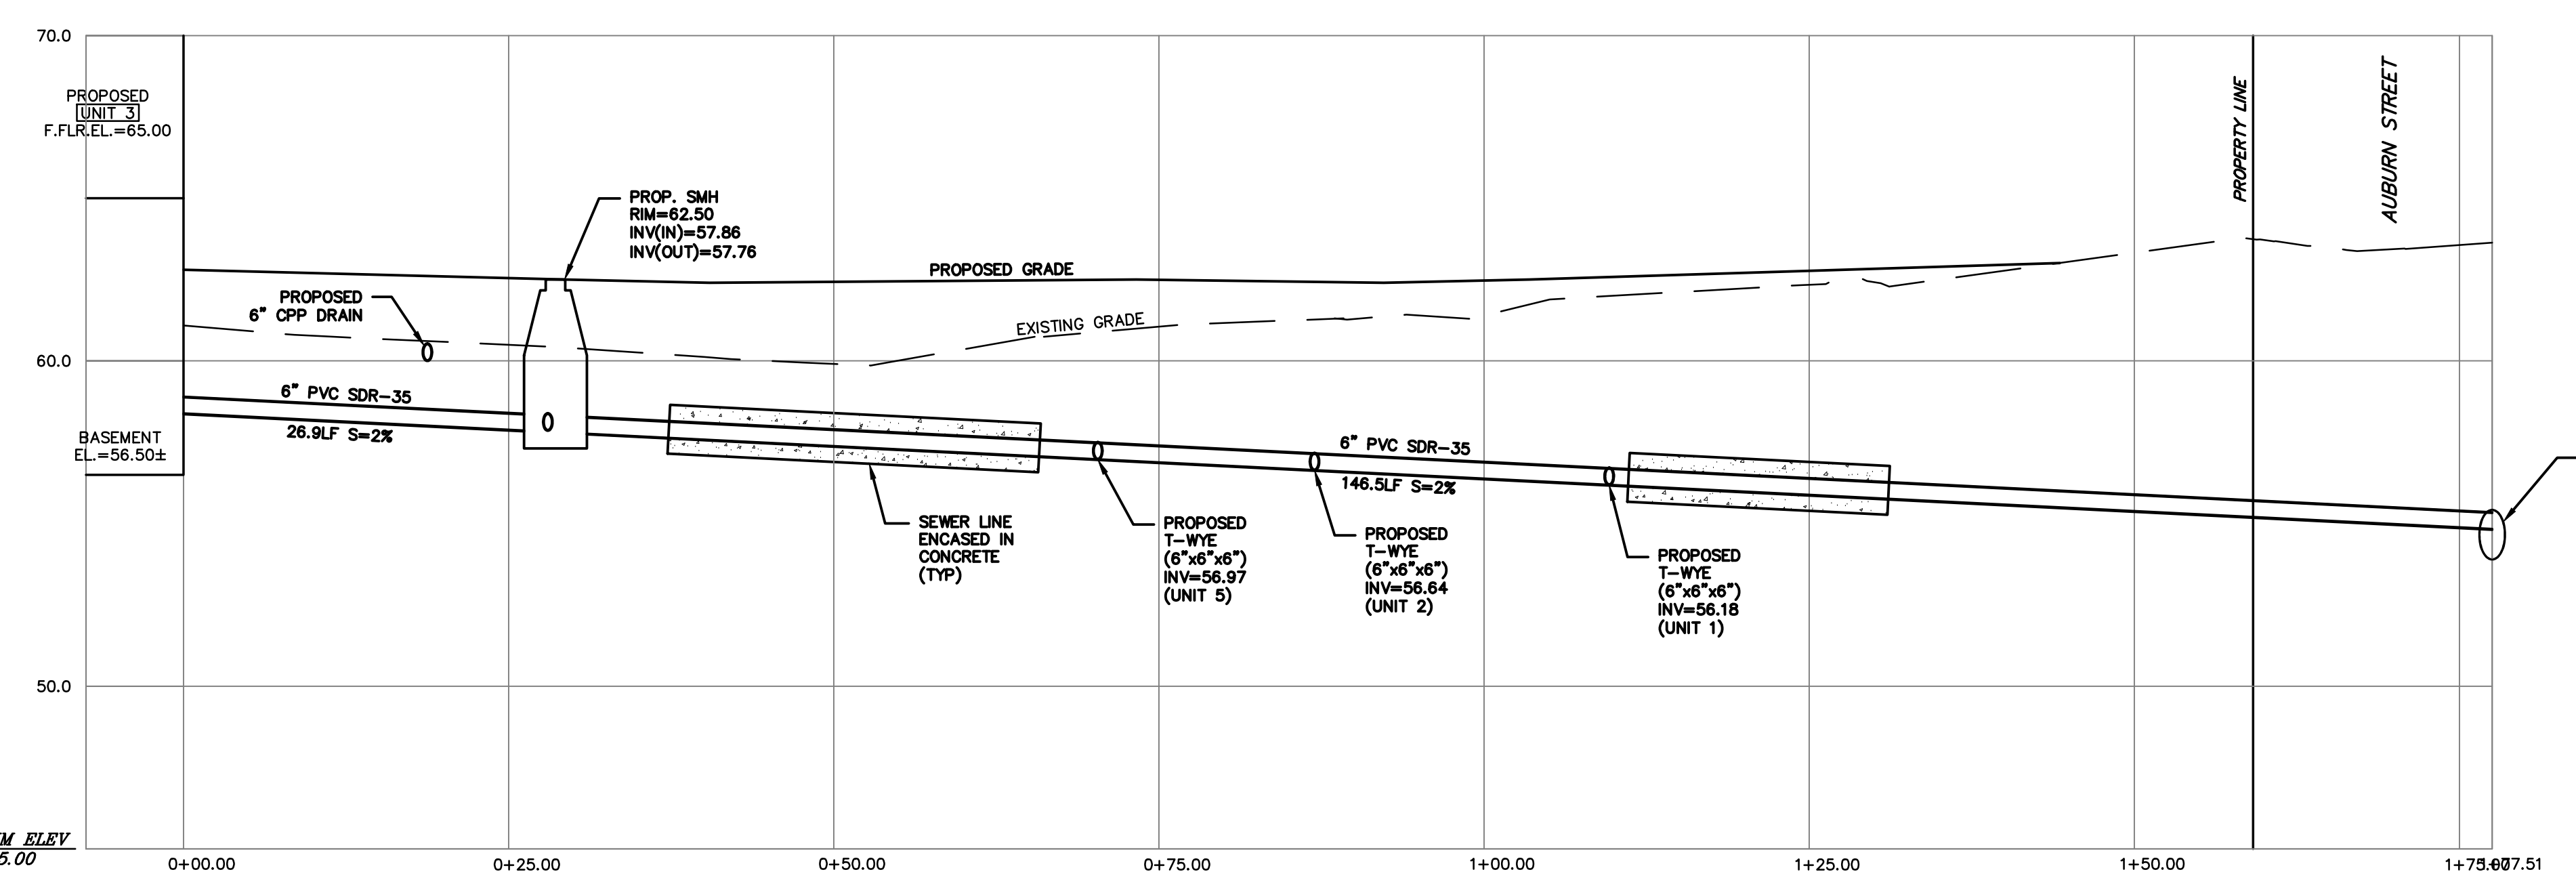 70.0
PROPOSED
UNIT 3
F.FLR.EL.=65.00
PROP. SMH
RIM=62.50
INV(IN)=57.86
INV(OUT)=57.76
PROPERTY LINE
AUBURN STREET
PROPOSED GRADE
PROPOSED
6" CPP DRAIN
EXISTING GRADE
60.0
6" PVC SDR-35
26.9LF S=2%
BASEMENT
EL.=56.50±
6" PVC SDR-35
146.5LF S=2%
SEWER LINE
ENCASED IN
CONCRETE
(TYP)
PROPOSED
T-WYE
(6"x6"x6")
INV=56.97
(UNIT 5)
PROPOSED
T-WYE
(6"x6"x6")
INV=56.64
(UNIT 2)
PROPOSED
T-WYE
(6"x6"x6")
INV=56.18
(UNIT 1)
50.0
M ELEV
5.00
0+00.00
0+25.00
0+50.00
0+75.00
1+00.00
1+25.00
1+50.00
1+75.00
1+77.51